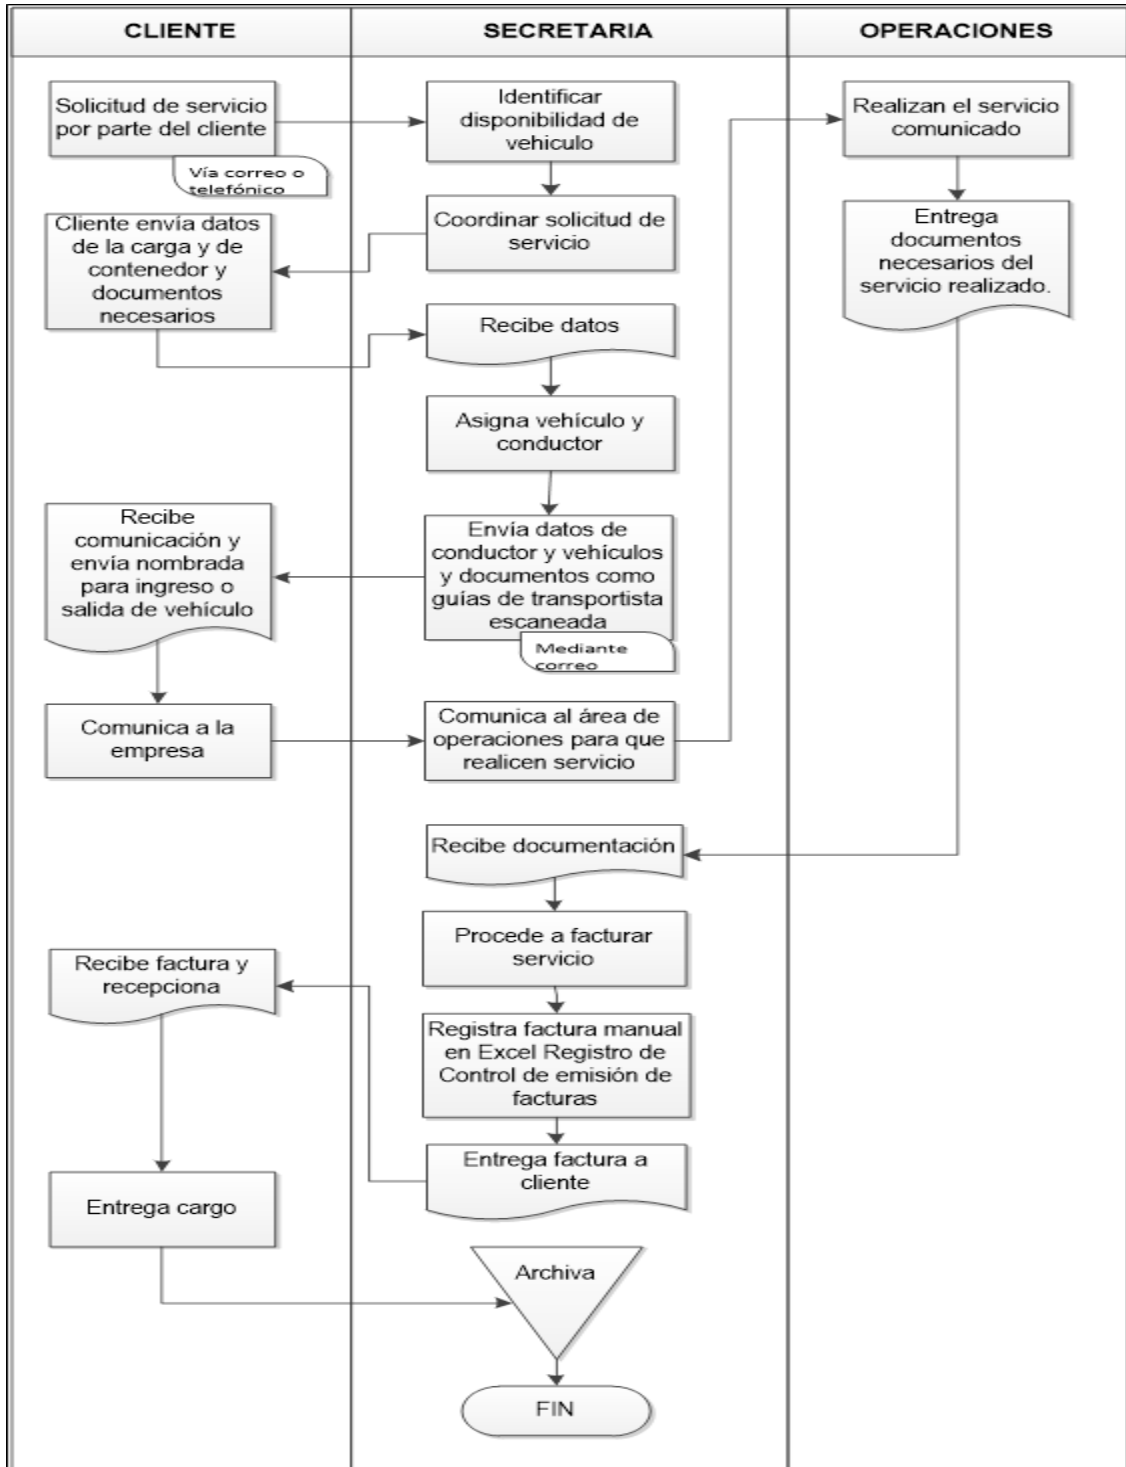 CLIENTE
SECRETARIA
OPERACIONES
Solicitud de servicio
por parte del cliente
Vía correo o
telefónico
Identificar
disponibilidad de
vehiculo
Realizan el servicio
comunicado
Coordinar solicitud de
servicio
Entrega
documentos
necesarios del
servicio realizado.
Cliente envía datos
de la carga y de
contenedor y
documentos
necesarios
Recibe datos
Asigna vehículo y
conductor
Envía datos de
conductor y vehículos
y documentos como
guías de transportista
escaneada
Mediante
correo
Recibe
comunicación y
envía nombrada
para ingreso o
salida de vehículo
Comunica a la
empresa
Comunica al área de
operaciones para que
realicen servicio
Recibe documentación
Procede a facturar
servicio
Registra factura manual
en Excel Registro de
Control de emisión de
facturas
Entrega factura a
cliente
Recibe factura y
recepciona
Entrega cargo
Archiva
FIN